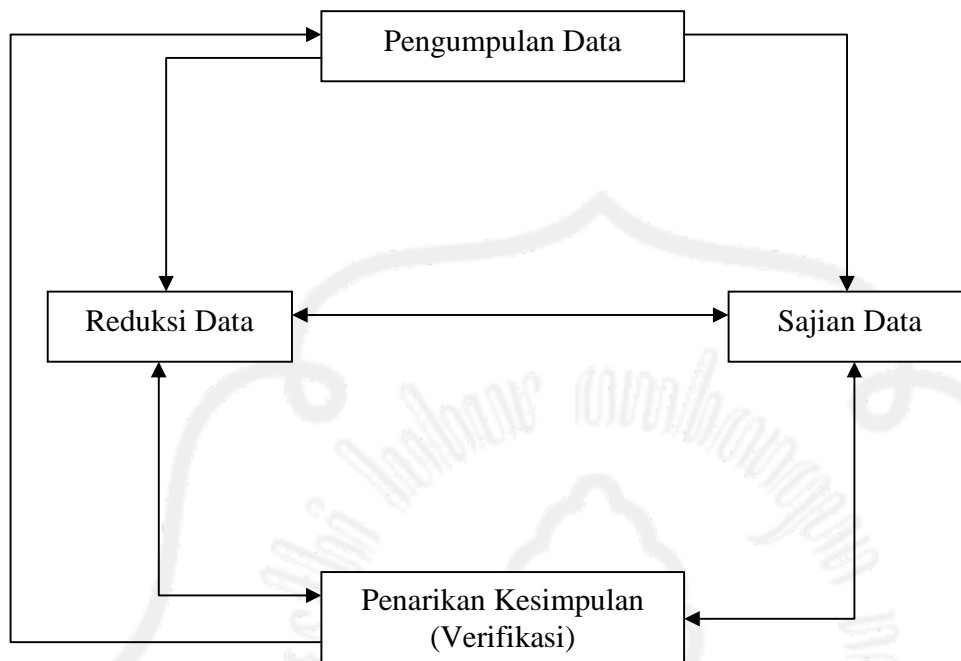 Pengumpulan Data
Reduksi Data
Sajian Data
Penarikan Kesimpulan
(Verifikasi)